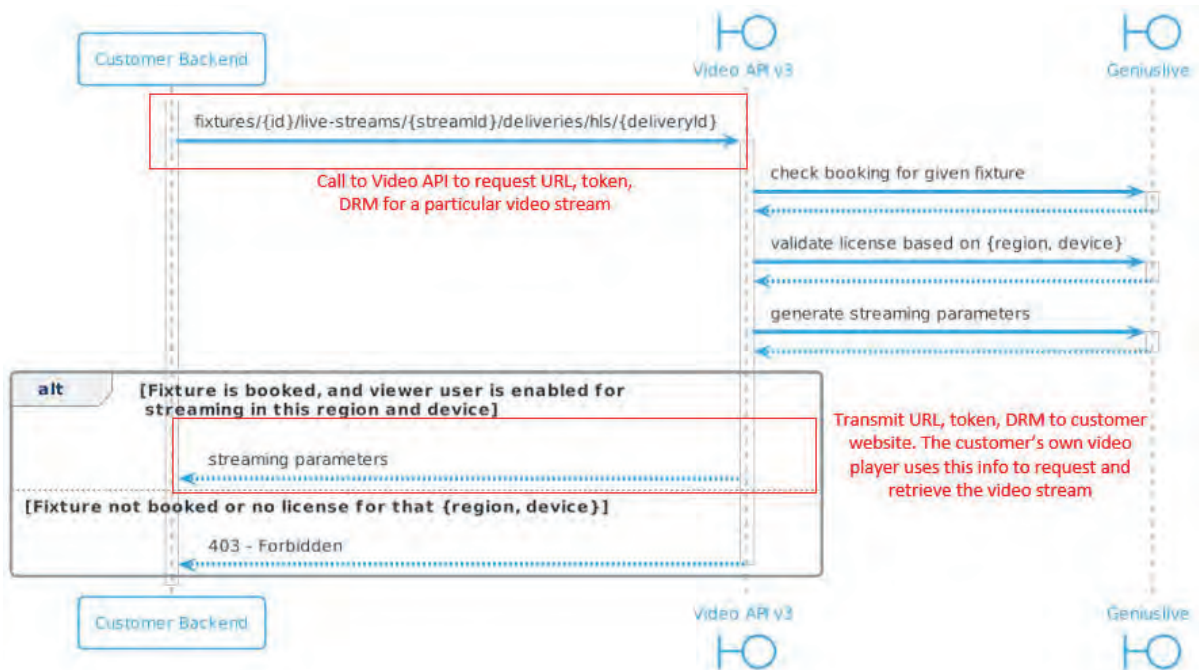 Customer Backend
Video API v3
Geniuslive
fixtures/{id}/live-streams/{streamId}/deliveries/hls/{deliveryId}
Call to Video API to request URL, token,
DRM for a particular video stream
check booking for given fixture
validate license based on {region, device}
generate streaming parameters
alt
[Fixture is booked, and viewer user is enabled for
streaming in this region and device]
Transmit URL, token, DRM to customer
website. The customer's own video
player uses this info to request and
retrieve the video stream
streaming parameters
[Fixture not booked or no license for that {region, device}]
403 - Forbidden
Customer Backend
Video API v3
Geniuslive